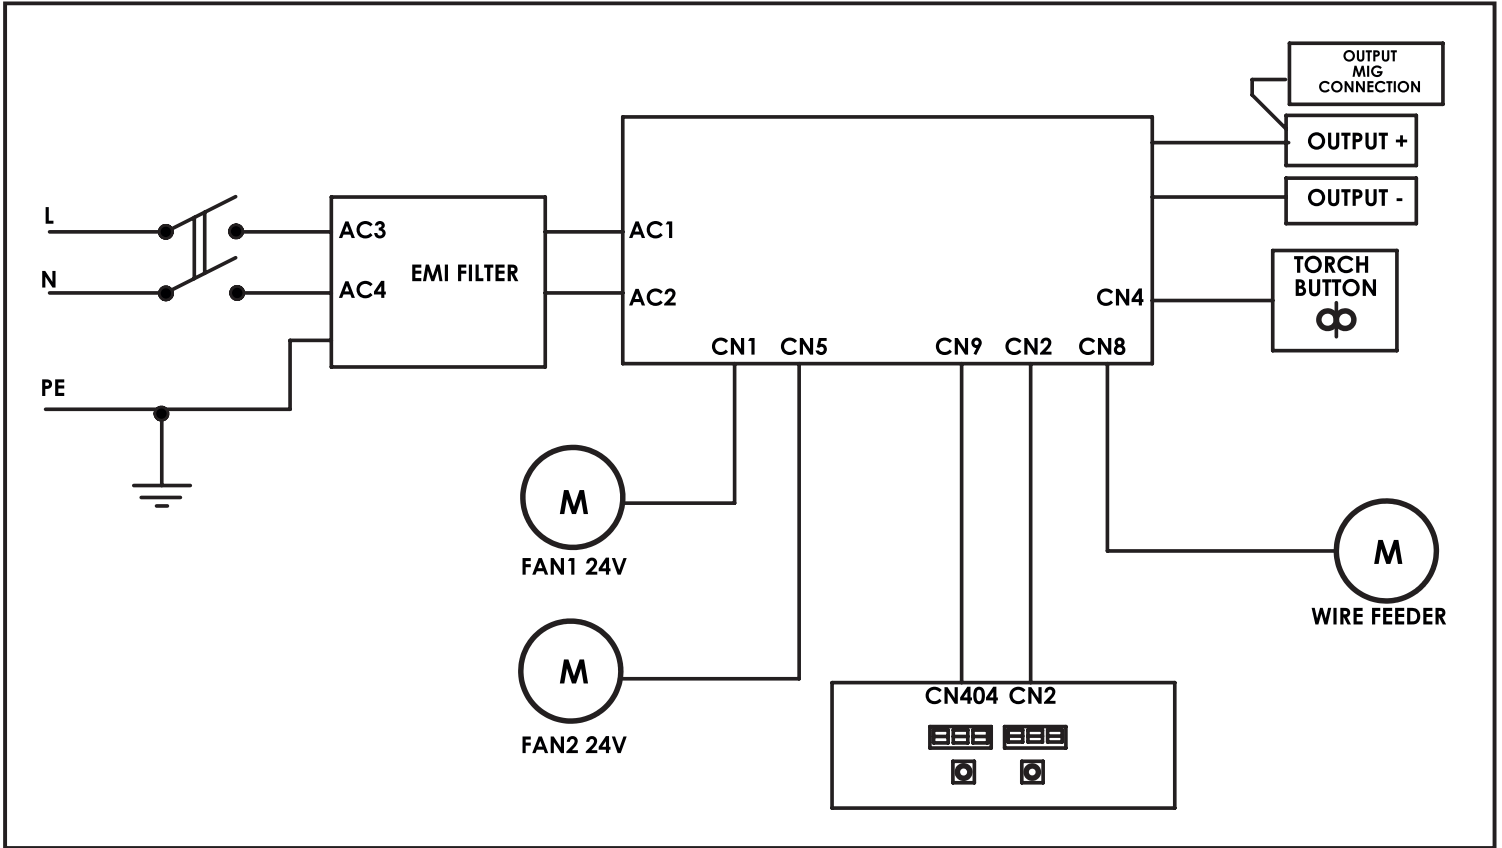 OUTPUT
MIG
CONNECTION
OUTPUT +
OUTPUT -
L
AC3
AC1
N
AC4
EMI FILTER
AC2
CN4
TORCH
BUTTON
CN1 CN5 CN9 CN2 CN8
PE
M
FAN1 24V
M
WIRE FEEDER
M
FAN2 24V
CN404 CN2